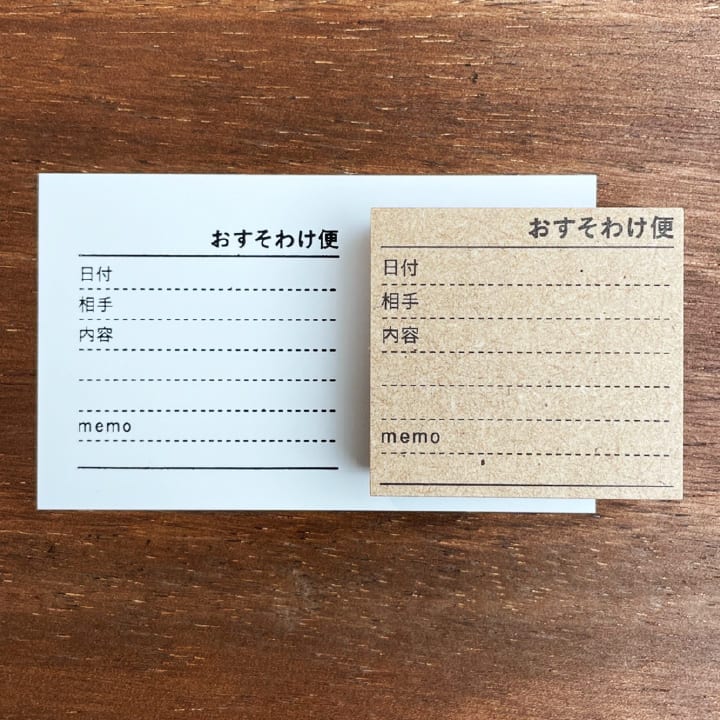 おすそわけ便
日付
相手
内容
memo
おすそわけ便
日付
相手
内容
memo